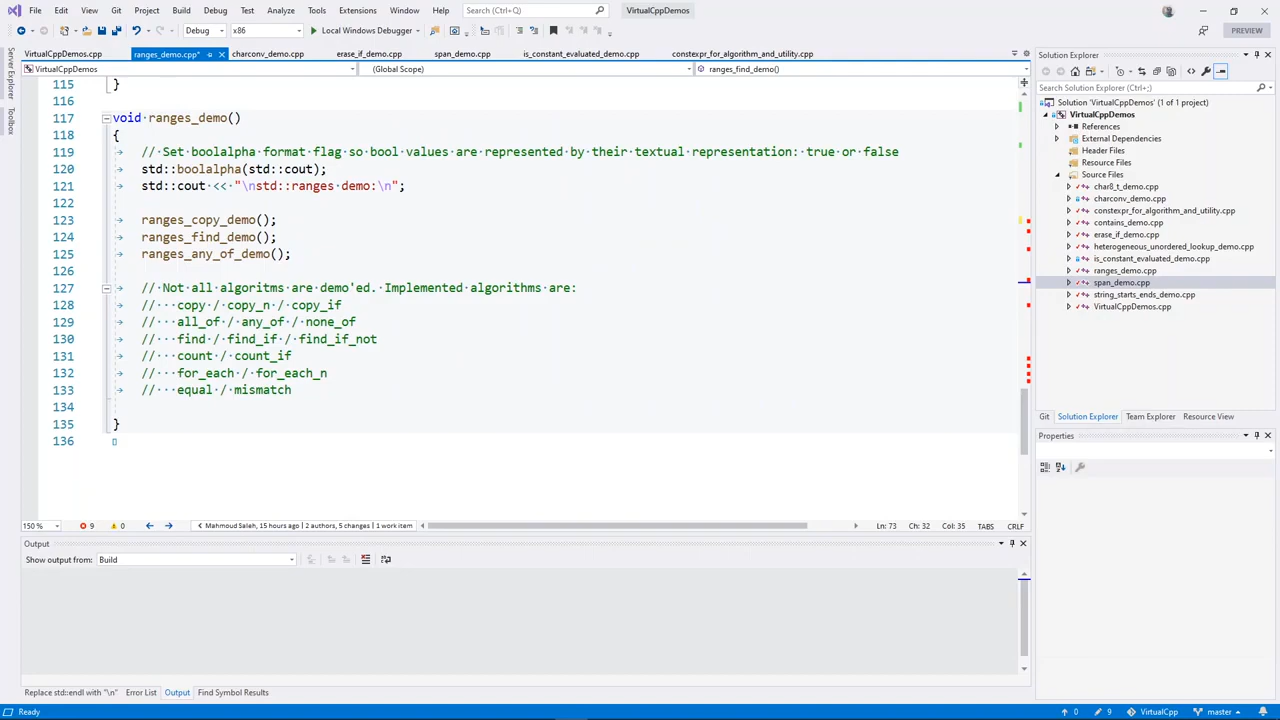 File Edit View Git Project Build Debug Test Analyze Tools Extensions Window Help Search (Ctrl+Q) VirtualCppDemos
Debug x86 Local Windows Debugger PREVIEW
VirtualCppDemos.cpp ranges_demo.cpp* charconv_demo.cpp erase_if_demo.cpp span_demo.cpp is_constant_evaluated_demo.cpp constexpr_for_algorithm_and_utility.cpp
VirtualCppDemos (Global Scope) ranges_find_demo()
Server Explorer
Toolbox
115 }
116
117 void ranges_demo()
118 {
119 // Set boolalpha format flag so bool values are represented by their textual representation: true or false
120 std::boolalpha(std::cout);
121 std::cout << "\nstd::ranges demo:\n";
122
123 ranges_copy_demo();
124 ranges_find_demo();
125 ranges_any_of_demo();
126
127 // Not all algoritms are demo'ed. Implemented algorithms are:
128 // copy / copy_n / copy_if
129 // all_of / any_of / none_of
130 // find / find_if / find_if_not
131 // count / count_if
132 // for_each / for_each_n
133 // equal / mismatch
134
135 }
136
150 % 9 0 Mahmoud Saleh, 15 hours ago | 2 authors, 5 changes | 1 work item Ln: 73 Ch: 32 Col: 35 TABS CRLF
Output
Show output from: Build
Replace std::endl with "\n" Error List Output Find Symbol Results
Solution Explorer
Search Solution Explorer (Ctrl+;)
Solution 'VirtualCppDemos' (1 of 1 project)
VirtualCppDemos
References
External Dependencies
Header Files
Resource Files
Source Files
char8_t_demo.cpp
charconv_demo.cpp
constexpr_for_algorithm_and_utility.cpp
contains_demo.cpp
erase_if_demo.cpp
heterogeneous_unordered_lookup_demo.cpp
is_constant_evaluated_demo.cpp
ranges_demo.cpp
span_demo.cpp
string_starts_ends_demo.cpp
VirtualCppDemos.cpp
Git Solution Explorer Team Explorer Resource View
Properties
Ready 0 9 VirtualCpp master